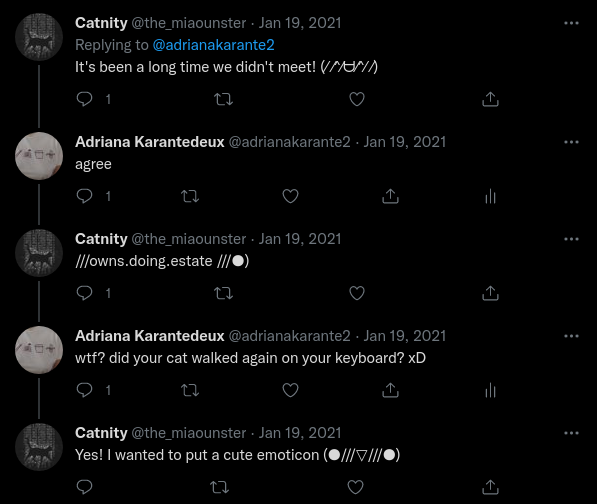 Catnity @the_miaounster · Jan 19, 2021
Replying to @adrianakarante2
It's been a long time we didn't meet! (⁄⁄^⁄ᗨ⁄^⁄⁄)
1
Adriana Karantedeux @adrianakarante2 · Jan 19, 2021
agree
1
Catnity @the_miaounster · Jan 19, 2021
///owns.doing.estate ///●)
1
Adriana Karantedeux @adrianakarante2 · Jan 19, 2021
wtf? did your cat walked again on your keyboard? xD
1
Catnity @the_miaounster · Jan 19, 2021
Yes! I wanted to put a cute emoticon (●///▽///●)